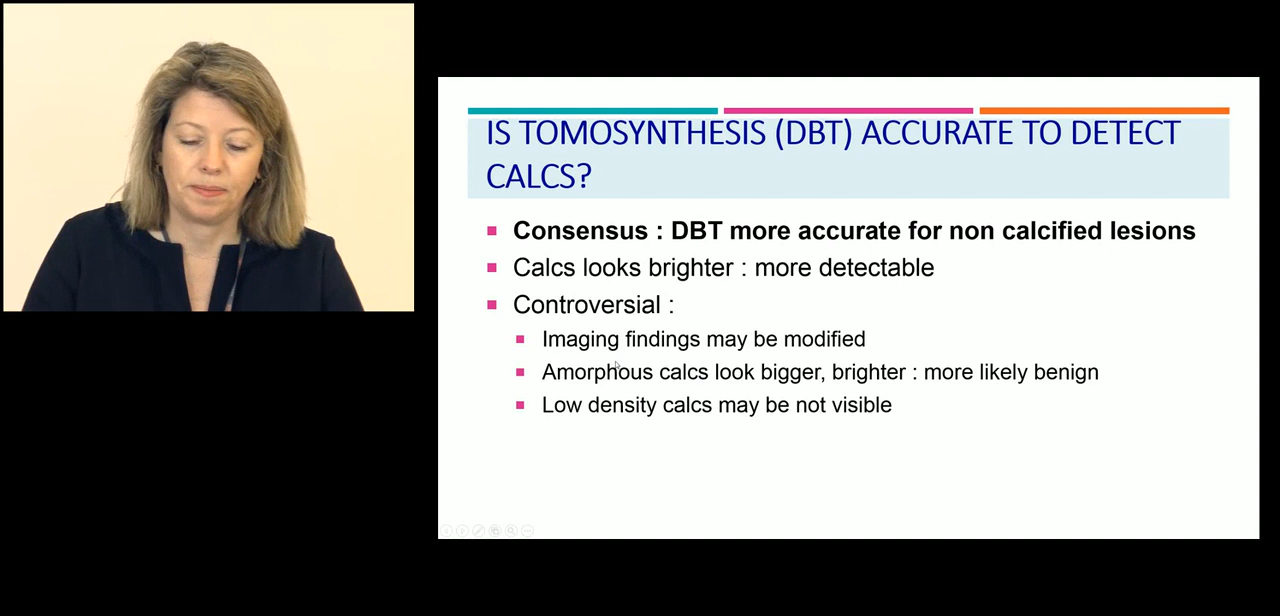 IS TOMOSYNTHESIS (DBT) ACCURATE TO DETECT
CALCS?
Consensus : DBT more accurate for non calcified lesions
Calcs looks brighter : more detectable
Controversial :
Imaging findings may be modified
Amorphous calcs look bigger, brighter : more likely benign
Low density calcs may be not visible